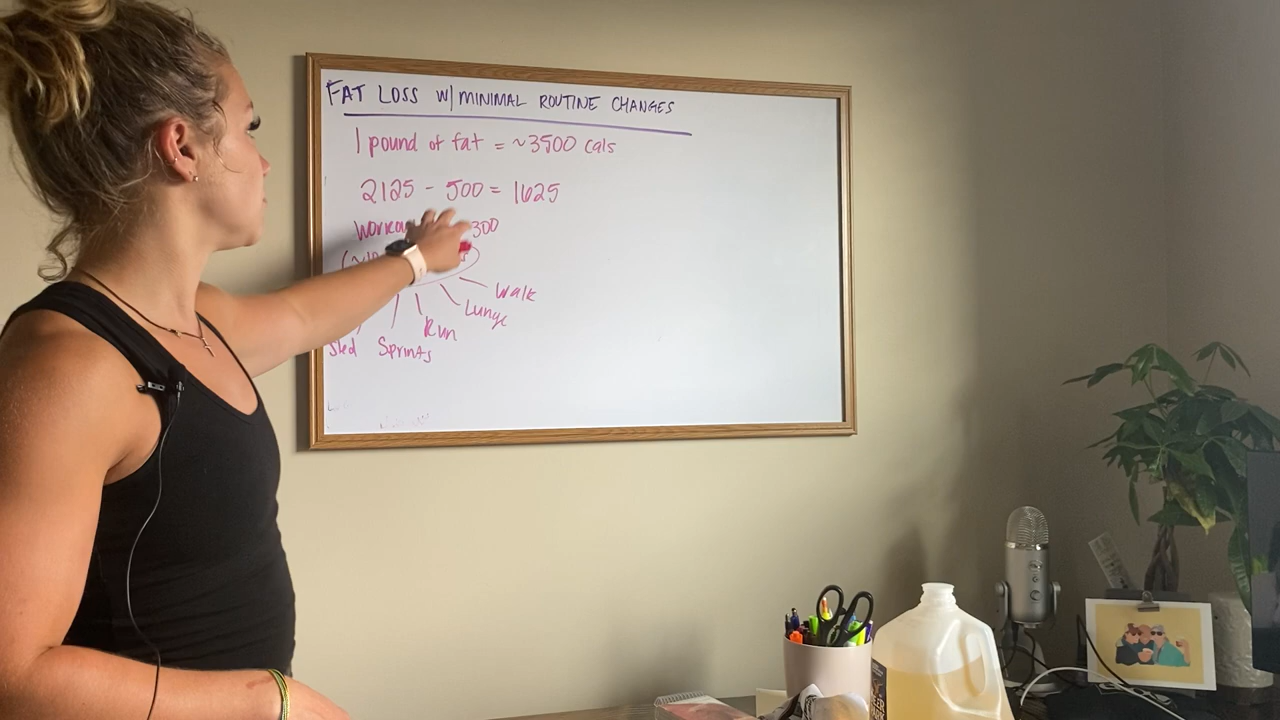 FAT LOSS W/ MINIMAL ROUTINE CHANGES
1 pound of fat = ~3500 cals
2125 - 500 = 1625
300
Walk
Lunge
Run
Sled Sprints